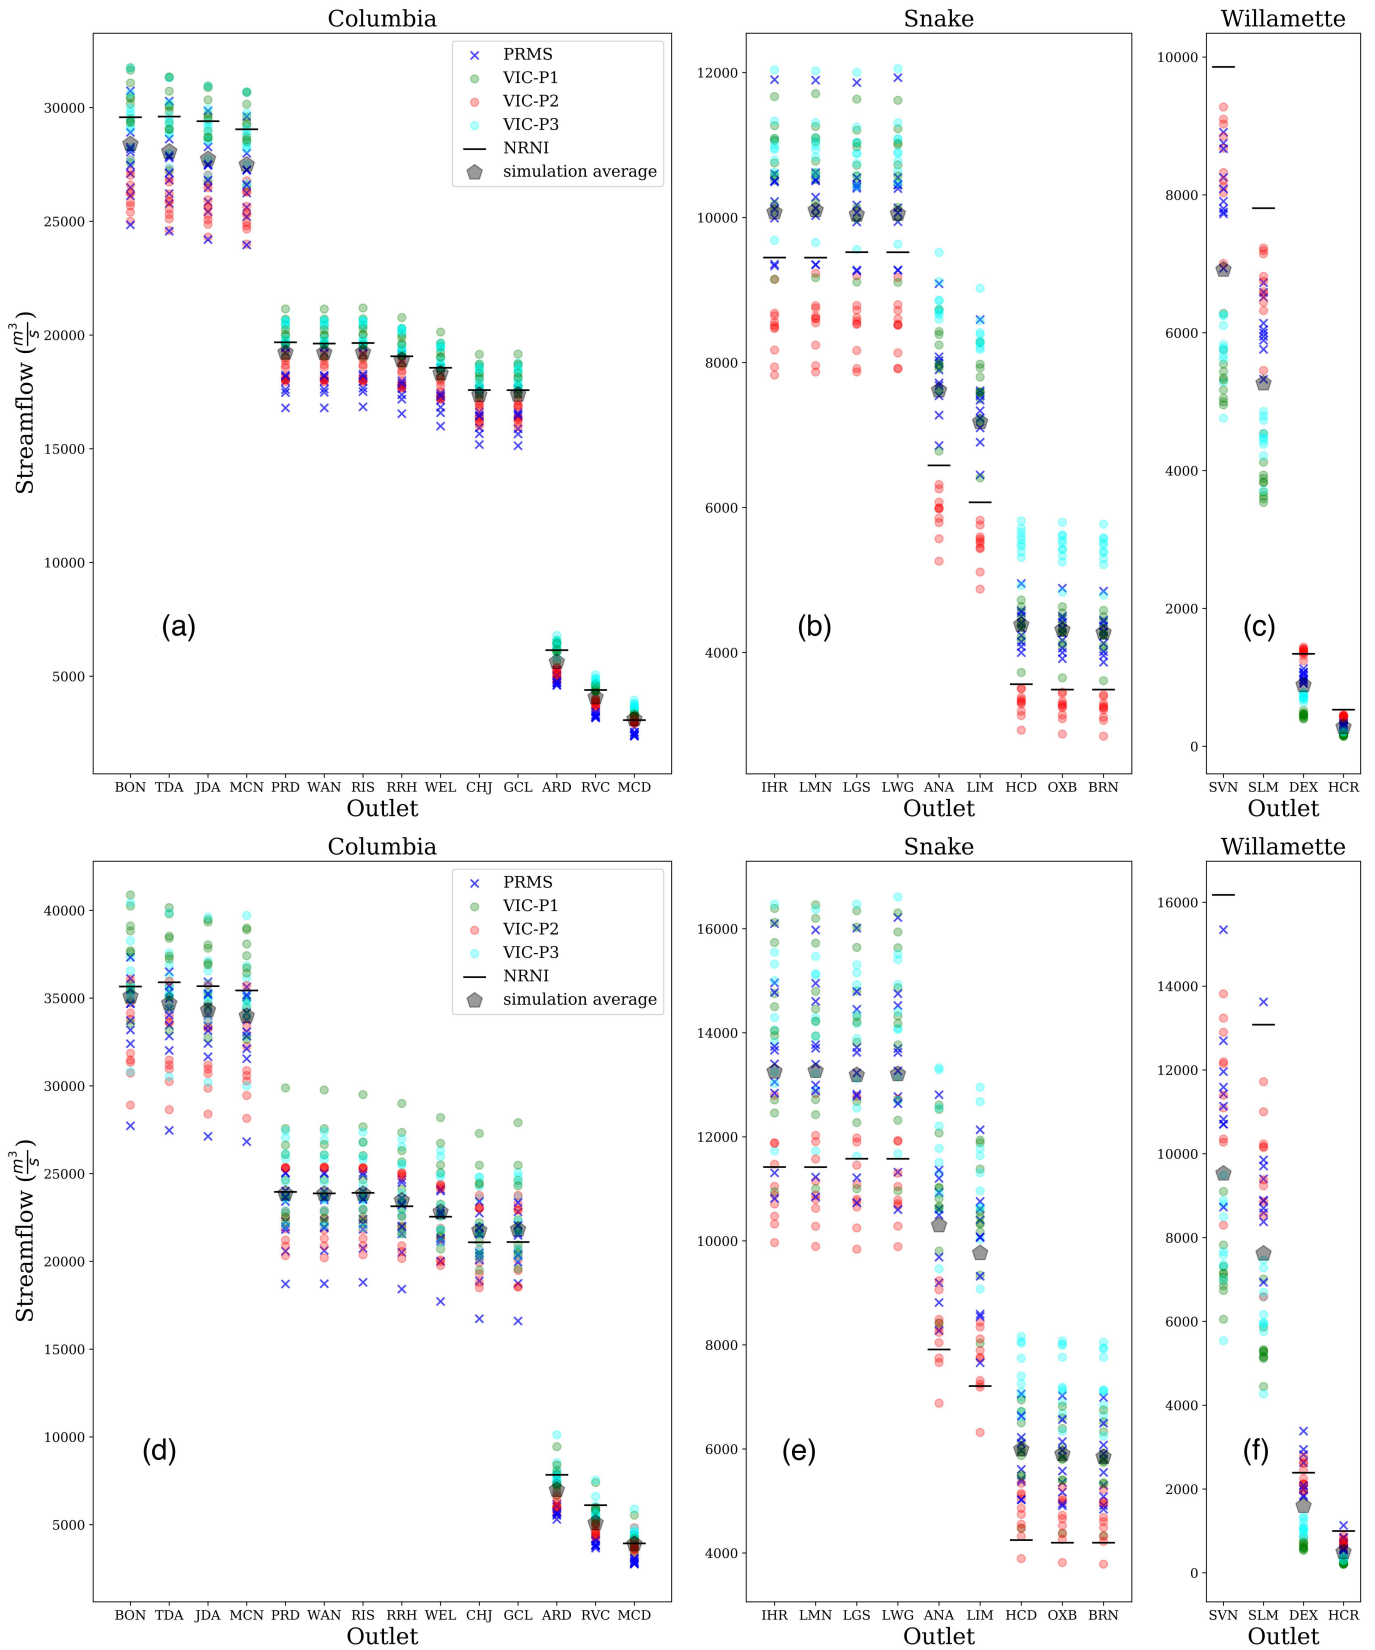 Columbia
Snake
Willamette
PRMS
VIC-P1
VIC-P2
VIC-P3
NRNI
simulation average
30000
25000
20000
15000
10000
5000
Streamflow (m³/s)
(a)
BON TDA JDA MCN PRD WAN RIS RRH WEL CHJ GCL ARD RVC MCD
Outlet
12000
10000
8000
6000
4000
(b)
IHR LMN LGS LWG ANA LIM HCD OXB BRN
Outlet
10000
8000
6000
4000
2000
0
(c)
SVN SLM DEX HCR
Outlet
Columbia
Snake
Willamette
PRMS
VIC-P1
VIC-P2
VIC-P3
NRNI
simulation average
40000
35000
30000
25000
20000
15000
10000
5000
Streamflow (m³/s)
(d)
BON TDA JDA MCN PRD WAN RIS RRH WEL CHJ GCL ARD RVC MCD
Outlet
16000
14000
12000
10000
8000
6000
4000
(e)
IHR LMN LGS LWG ANA LIM HCD OXB BRN
Outlet
16000
14000
12000
10000
8000
6000
4000
2000
0
(f)
SVN SLM DEX HCR
Outlet